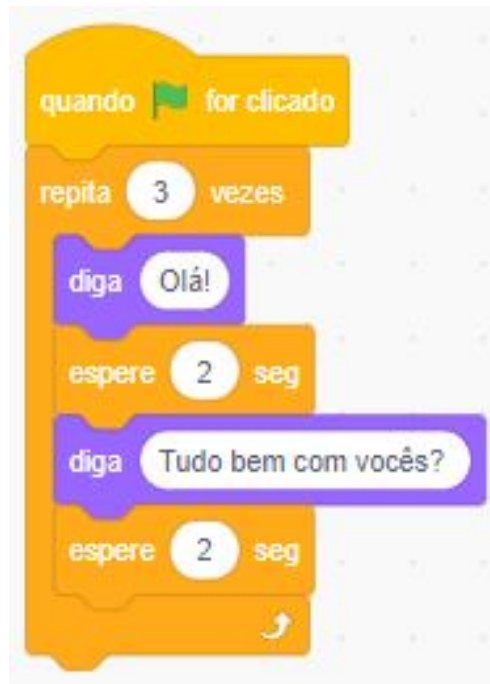 quando for clicado
repita 3 vezes
diga Olá!
espere 2 seg
diga Tudo bem com vocês?
espere 2 seg